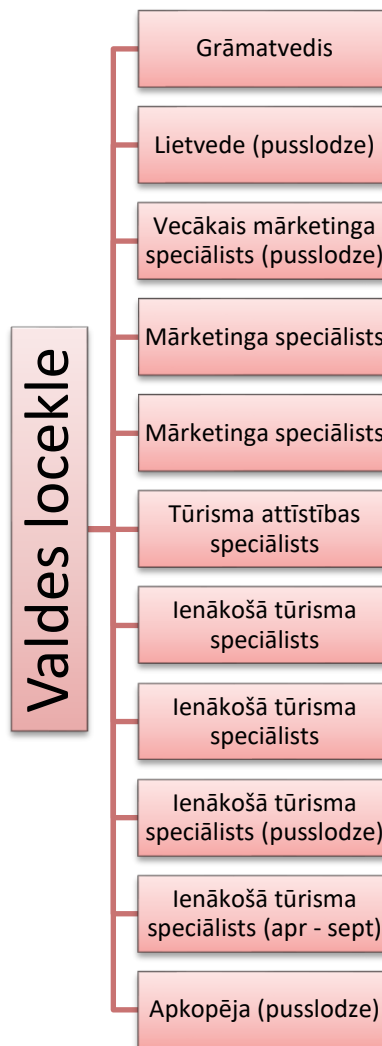 Valdes locekle
Grāmatvedis
Lietvede (pusslodze)
Vecākais mārketinga
speciālists (pusslodze)
Mārketinga speciālists
Mārketinga speciālists
Tūrisma attīstības
speciālists
Ienākošā tūrisma
speciālists
Ienākošā tūrisma
speciālists
Ienākošā tūrisma
speciālists (pusslodze)
Ienākošā tūrisma
speciālists (apr - sept)
Apkopēja (pusslodze)